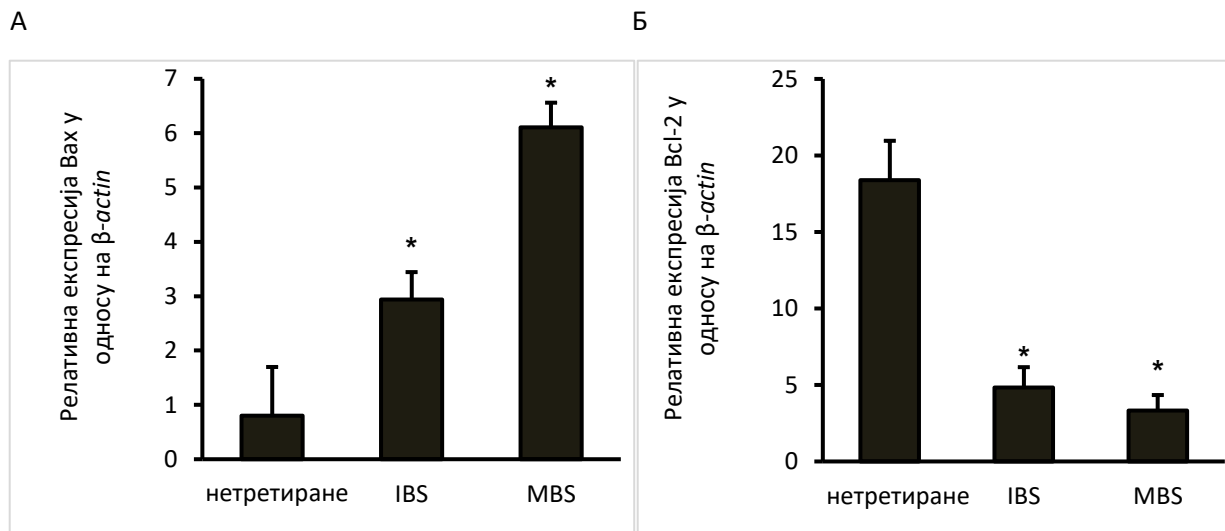 А
Б
Релативна експресија Bax у
односу на β-actin
7
6
5
4
3
2
1
0
*
*
нетретиране IBS MBS
Релативна експресија Bcl-2 у
односу на β-actin
25
20
15
10
5
0
*
*
нетретиране IBS MBS